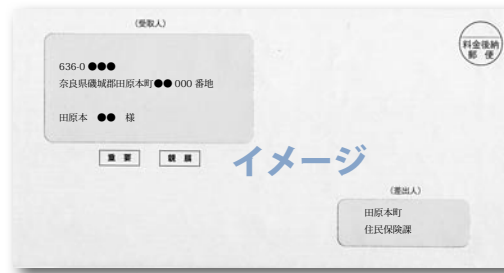 (受取人)
料金後納
郵便
636-0 ●●●
奈良県磯城郡田原本町●● 000 番地
田原本 ●● 様
重要 親展
イメージ
(差出人)
田原本町
住民保険課